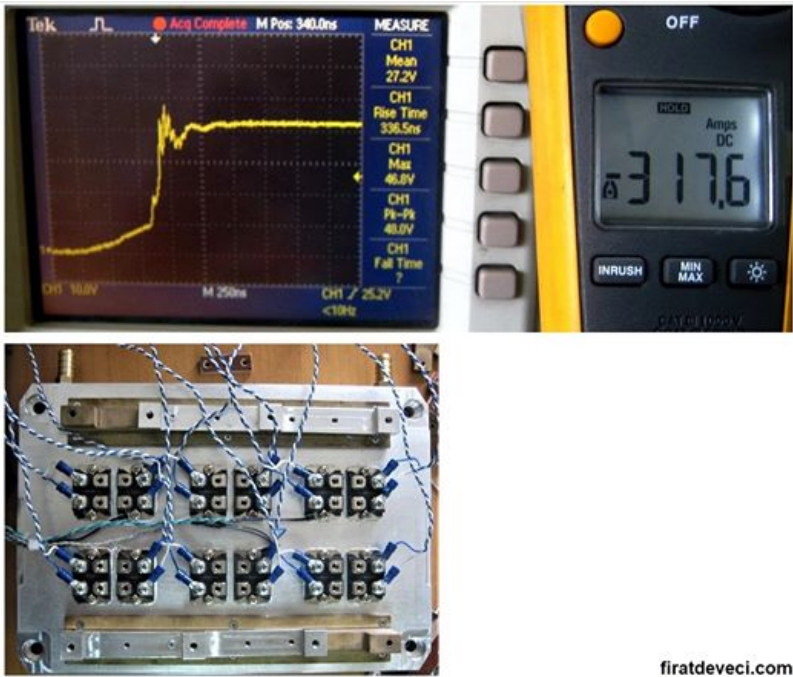 Tek
Acq Complete
M Pos: 340.0ns
MEASURE
CH1
Mean
27.2V
CH1
Rise Time
336.5ns
CH1
Max
46.8V
CH1
Pk-Pk
48.0V
CH1
Fall Time
?
CH1 10.0V
M 250ns
CH1 25.2V
<10Hz
OFF
HOLD
Amps
DC
-317.6
INRUSH
MIN
MAX
firatdeveci.com